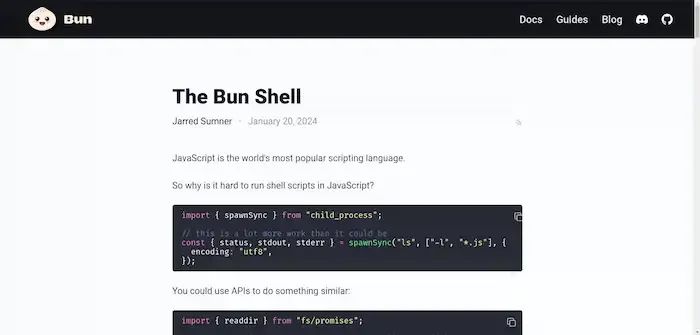 Bun
Docs Guides Blog
The Bun Shell
Jarred Sumner · January 20, 2024
JavaScript is the world's most popular scripting language.
So why is it hard to run shell scripts in JavaScript?
import { spawnSync } from "child_process";
// this is a lot more work than it could be
const { status, stdout, stderr } = spawnSync("ls", ["-l", "*.js"], {
  encoding: "utf8",
});
You could use APIs to do something similar:
import { readdir } from "fs/promises";